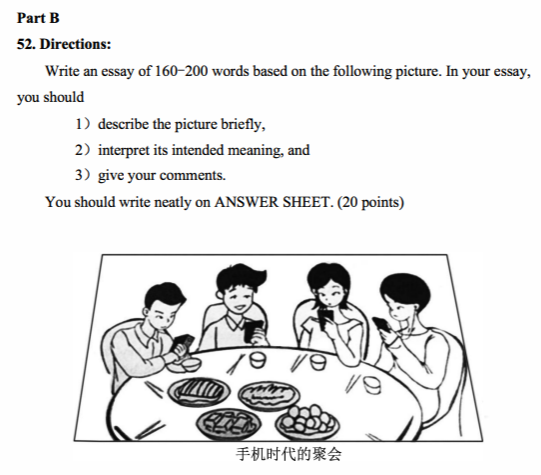 Part B
52. Directions:
Write an essay of 160-200 words based on the following picture. In your essay,
you should
1）describe the picture briefly,
2）interpret its intended meaning, and
3）give your comments.
You should write neatly on ANSWER SHEET. (20 points)
手机时代的聚会